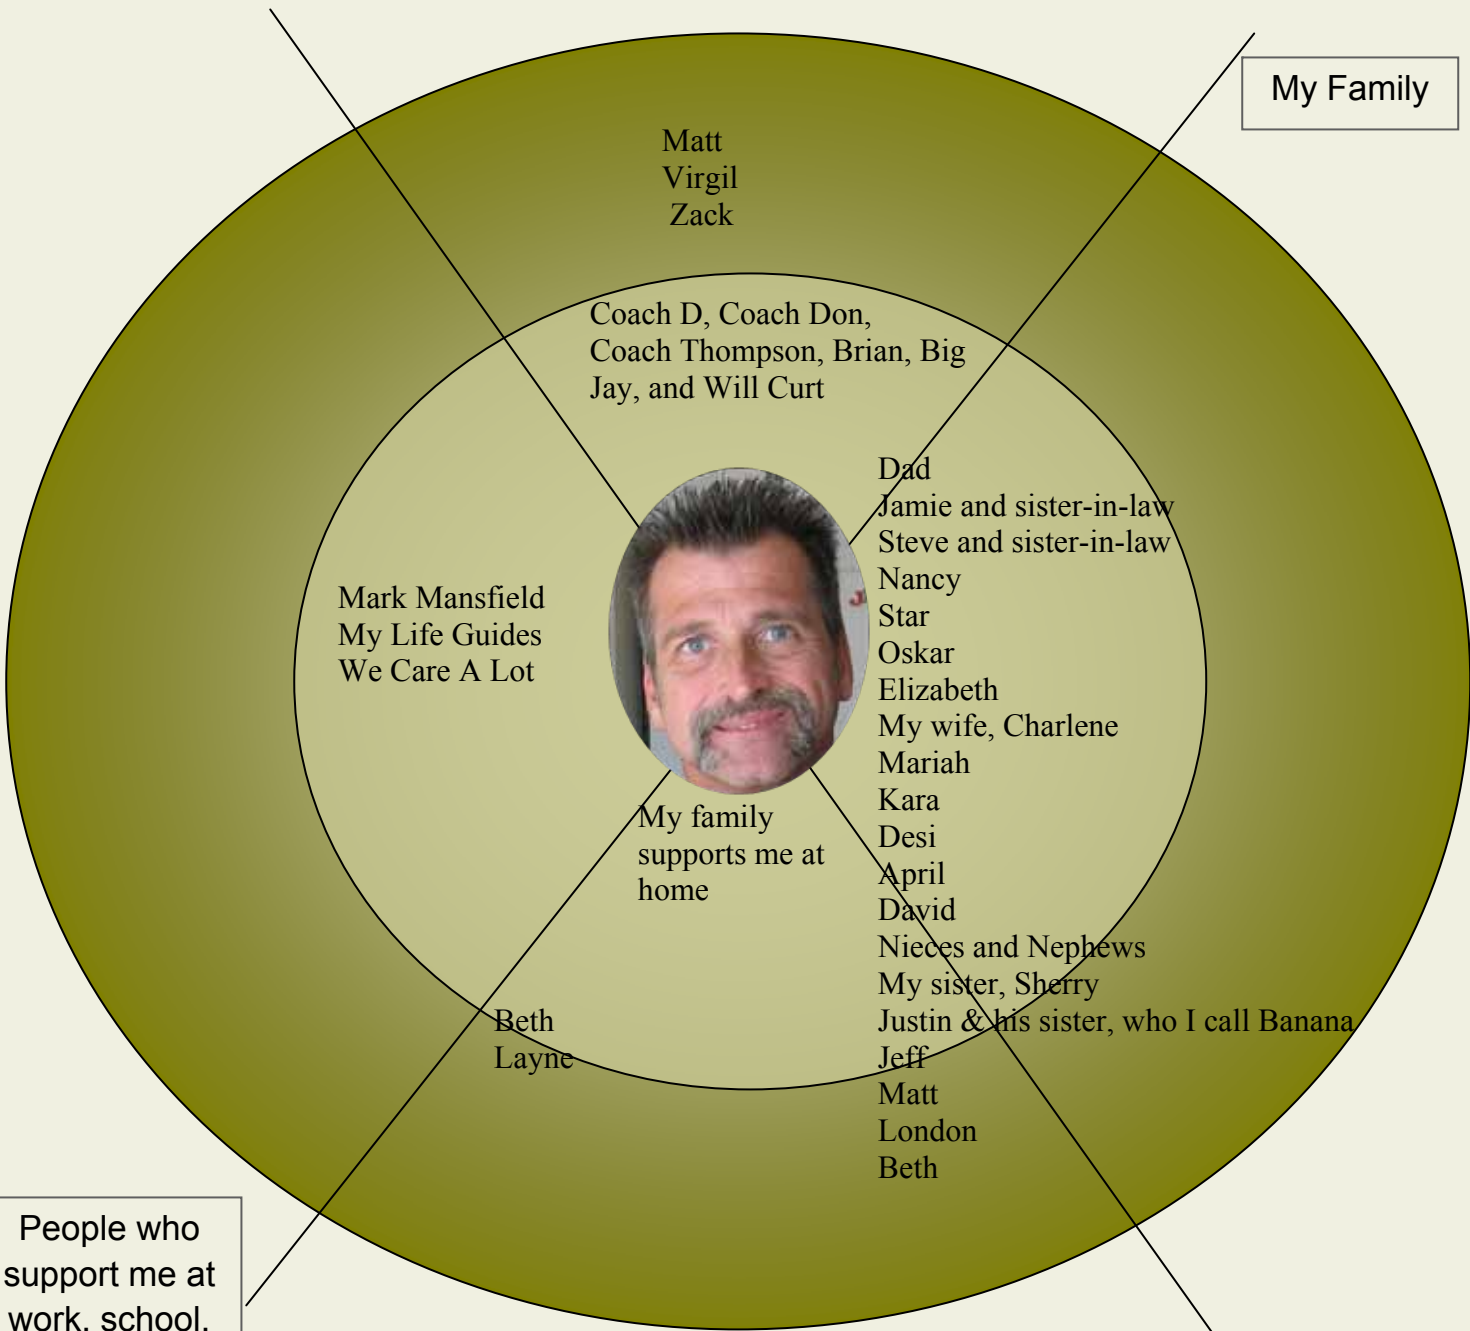 My Family
Matt
Virgil
Zack
Coach D, Coach Don,
Coach Thompson, Brian, Big
Jay, and Will Curt
Dad
Jamie and sister-in-law
Steve and sister-in-law
Nancy
Star
Oskar
Elizabeth
My wife, Charlene
Mariah
Kara
Desi
April
David
Nieces and Nephews
My sister, Sherry
Justin & his sister, who I call Banana
Jeff
Matt
London
Beth
Mark Mansfield
My Life Guides
We Care A Lot
My family
supports me at
home
Beth
Layne
People who
support me at
work, school,